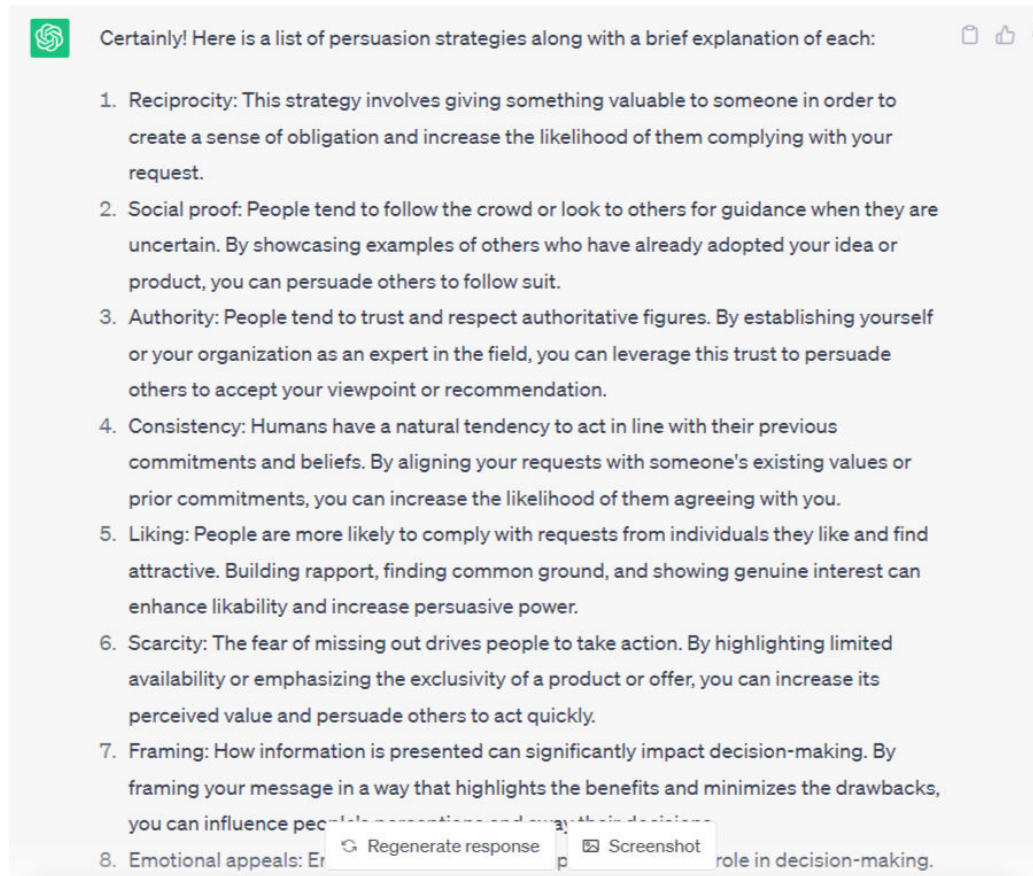 Certainly! Here is a list of persuasion strategies along with a brief explanation of each:
1. Reciprocity: This strategy involves giving something valuable to someone in order to
create a sense of obligation and increase the likelihood of them complying with your
request.
2. Social proof: People tend to follow the crowd or look to others for guidance when they are
uncertain. By showcasing examples of others who have already adopted your idea or
product, you can persuade others to follow suit.
3. Authority: People tend to trust and respect authoritative figures. By establishing yourself
or your organization as an expert in the field, you can leverage this trust to persuade
others to accept your viewpoint or recommendation.
4. Consistency: Humans have a natural tendency to act in line with their previous
commitments and beliefs. By aligning your requests with someone's existing values or
prior commitments, you can increase the likelihood of them agreeing with you.
5. Liking: People are more likely to comply with requests from individuals they like and find
attractive. Building rapport, finding common ground, and showing genuine interest can
enhance likability and increase persuasive power.
6. Scarcity: The fear of missing out drives people to take action. By highlighting limited
availability or emphasizing the exclusivity of a product or offer, you can increase its
perceived value and persuade others to act quickly.
7. Framing: How information is presented can significantly impact decision-making. By
framing your message in a way that highlights the benefits and minimizes the drawbacks,
you can influence
Regenerate response Screenshot
8. Emotional appeals: role in decision-making.